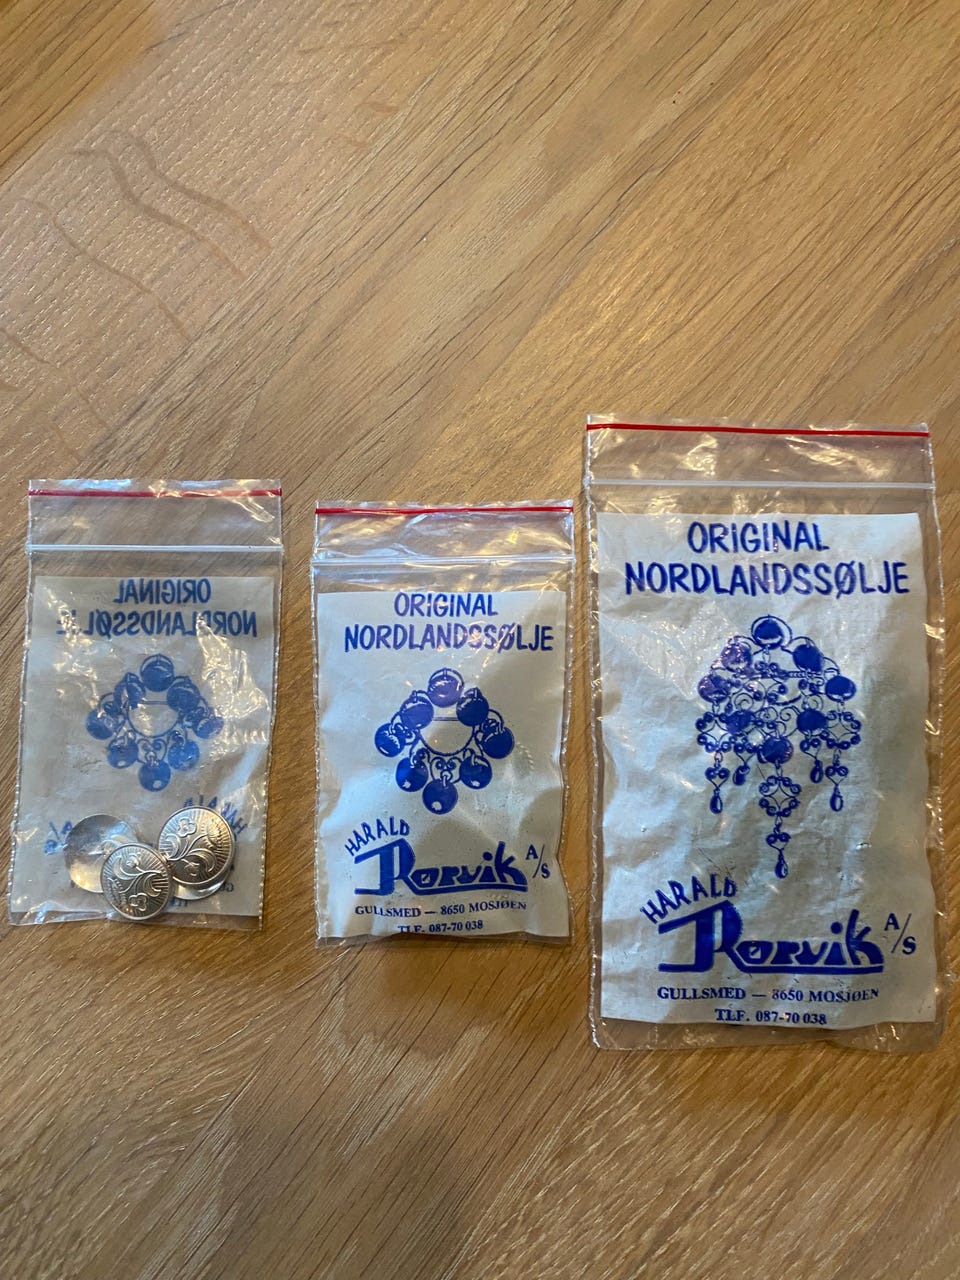 ORIGINAL
NORDLANDSSØLJE
HARALD
A/S
ORIGINAL
NORDLANDSSØLJE
HARALD
Rørvik A/S
GULLSMED — 8650 MOSJØEN
TLF. 087-70 038
ORIGINAL
NORDLANDSSØLJE
HARALD
Rørvik A/S
GULLSMED — 8650 MOSJØEN
TLF. 087-70 038